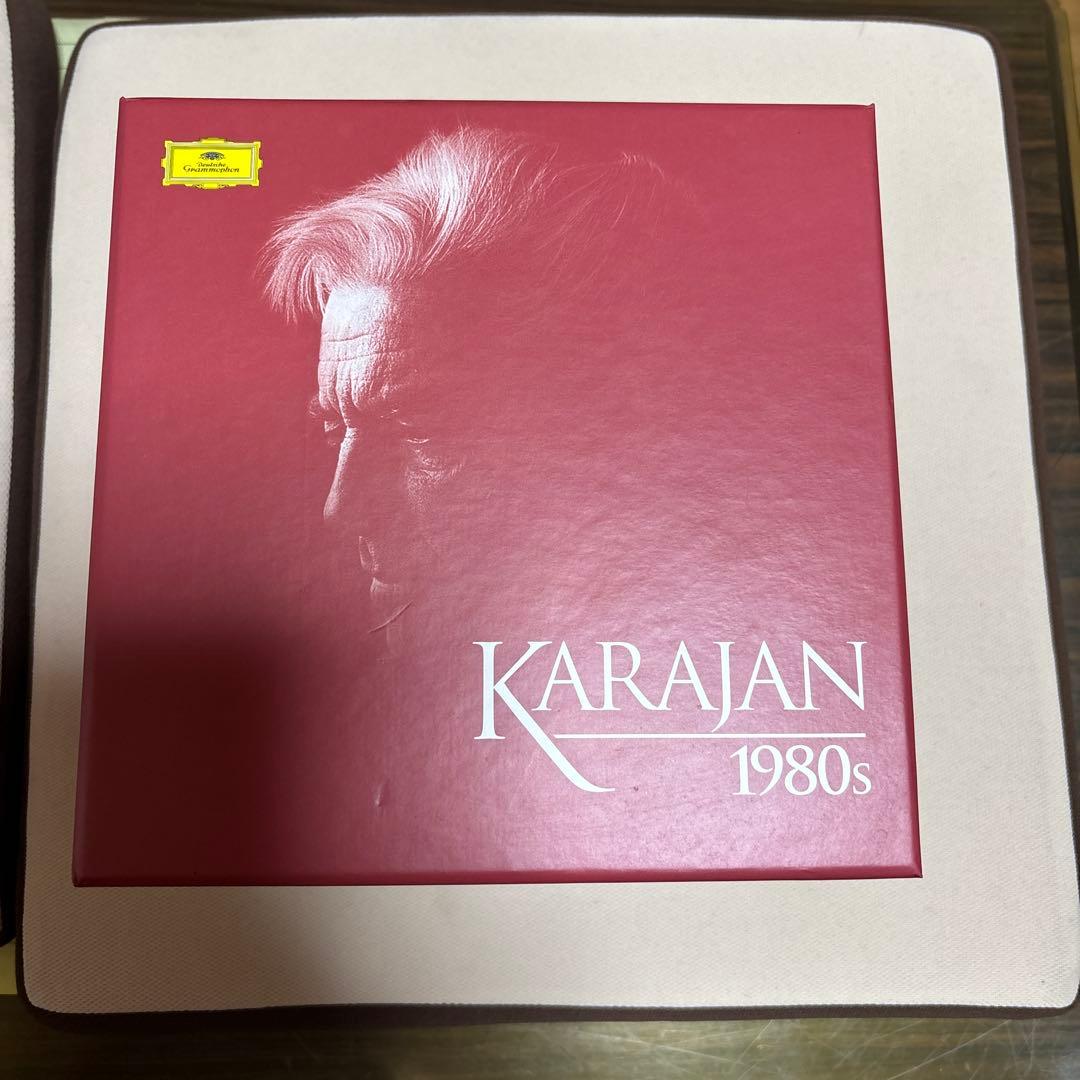 Deutsche
Grammophon
KARAJAN
1980s